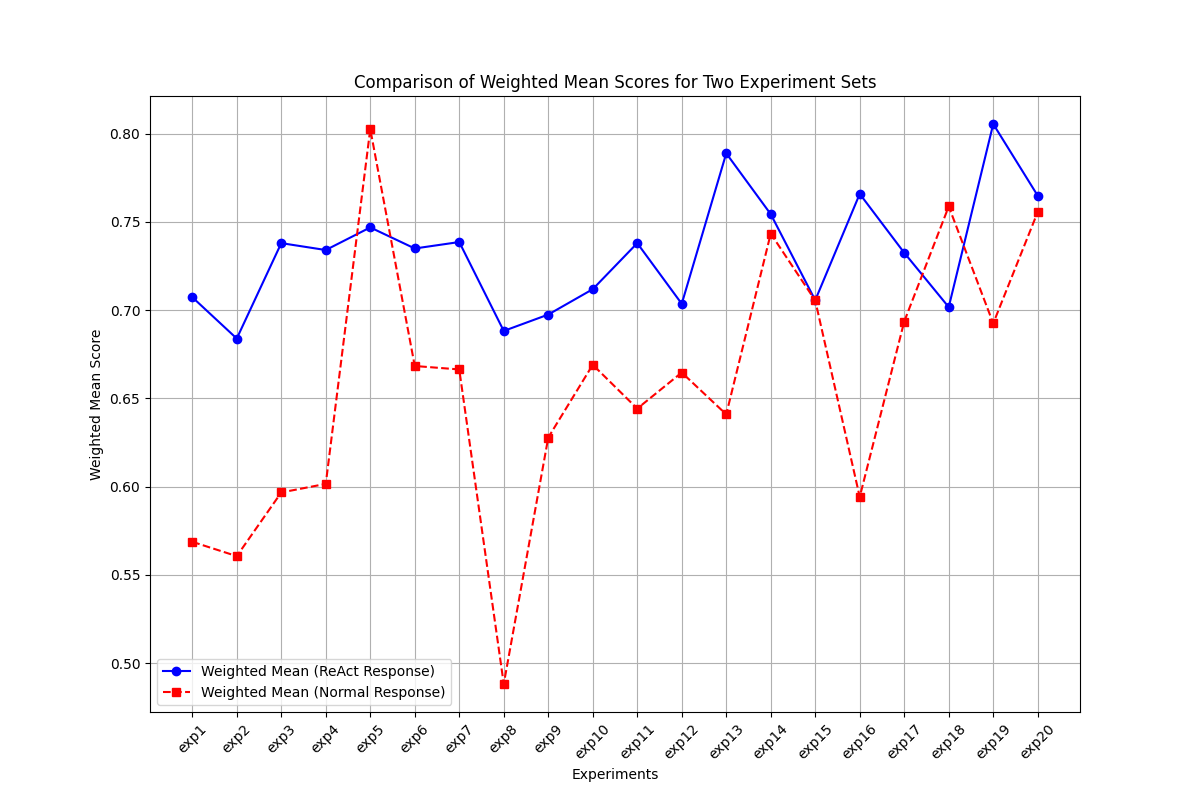 Comparison of Weighted Mean Scores for Two Experiment Sets
Weighted Mean Score
0.80
0.75
0.70
0.65
0.60
0.55
0.50
Weighted Mean (ReAct Response)
Weighted Mean (Normal Response)
exp1
exp2
exp3
exp4
exp5
exp6
exp7
exp8
exp9
exp10
exp11
exp12
exp13
exp14
exp15
exp16
exp17
exp18
exp19
exp20
Experiments